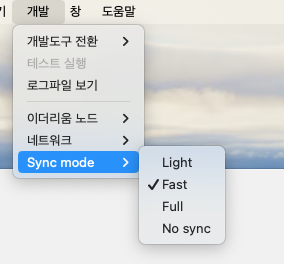 개발 창 도움말
개발도구 전환
테스트 실행
로그파일 보기
이더리움 노드
네트워크
Sync mode
Light
Fast
Full
No sync